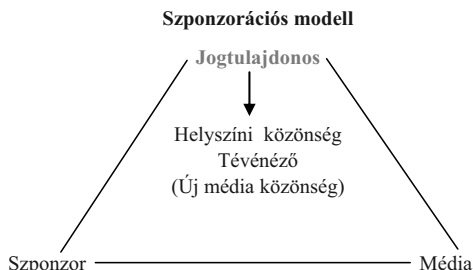 Szponzorációs modell
Jogtulajdonos
Helyszíni közönség
Tévénéző
(Új média közönség)
Szponzor Média